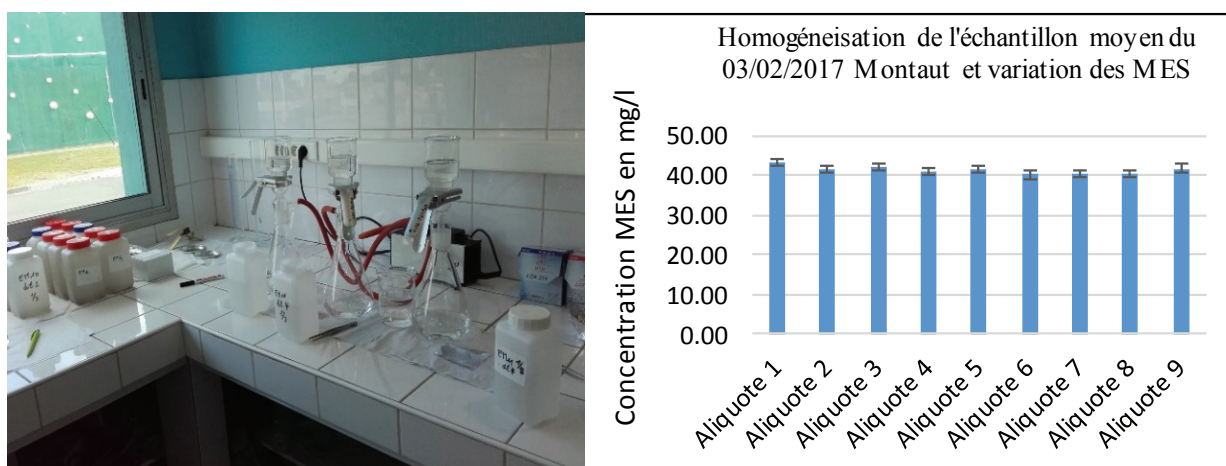 Homogéneisation de l'échantillon moyen du
03/02/2017 Montaut et variation des MES
Concentration MES en mg/l
50.00
40.00
30.00
20.00
10.00
0.00
Aliquote 1
Aliquote 2
Aliquote 3
Aliquote 4
Aliquote 5
Aliquote 6
Aliquote 7
Aliquote 8
Aliquote 9